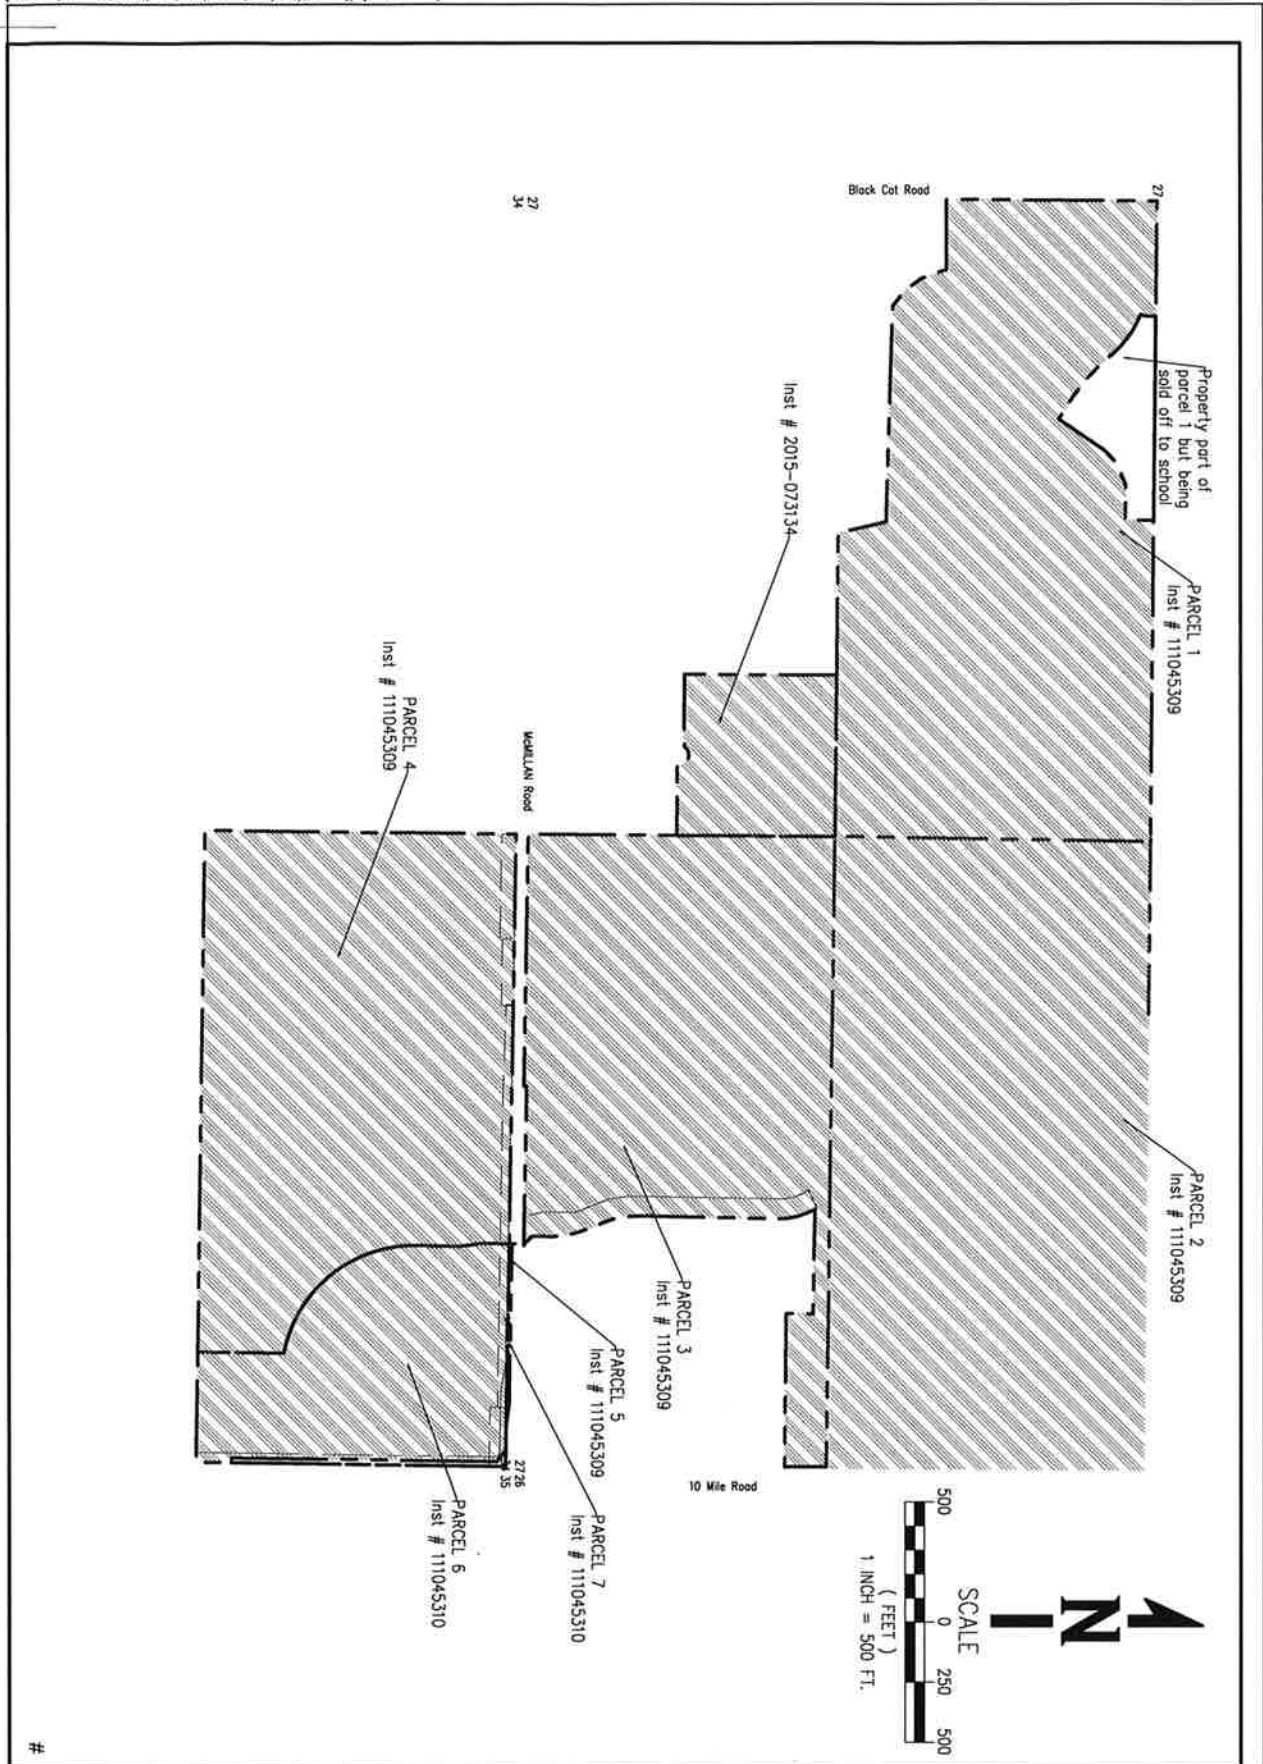 27
Property part of
parcel 1 but being
sold off to school
PARCEL 1
Inst # 111045309
PARCEL 2
Inst # 111045309
Black Cat Road
Inst # 2015-073134
27
34
McMILLAN Road
PARCEL 4
Inst # 111045309
PARCEL 3
Inst # 111045309
PARCEL 5
Inst # 111045309
PARCEL 7
Inst # 111045310
PARCEL 6
Inst # 111045310
27 26
35
10 Mile Road
N
SCALE
500 0 250 500
( FEET )
1 INCH = 500 FT.
#